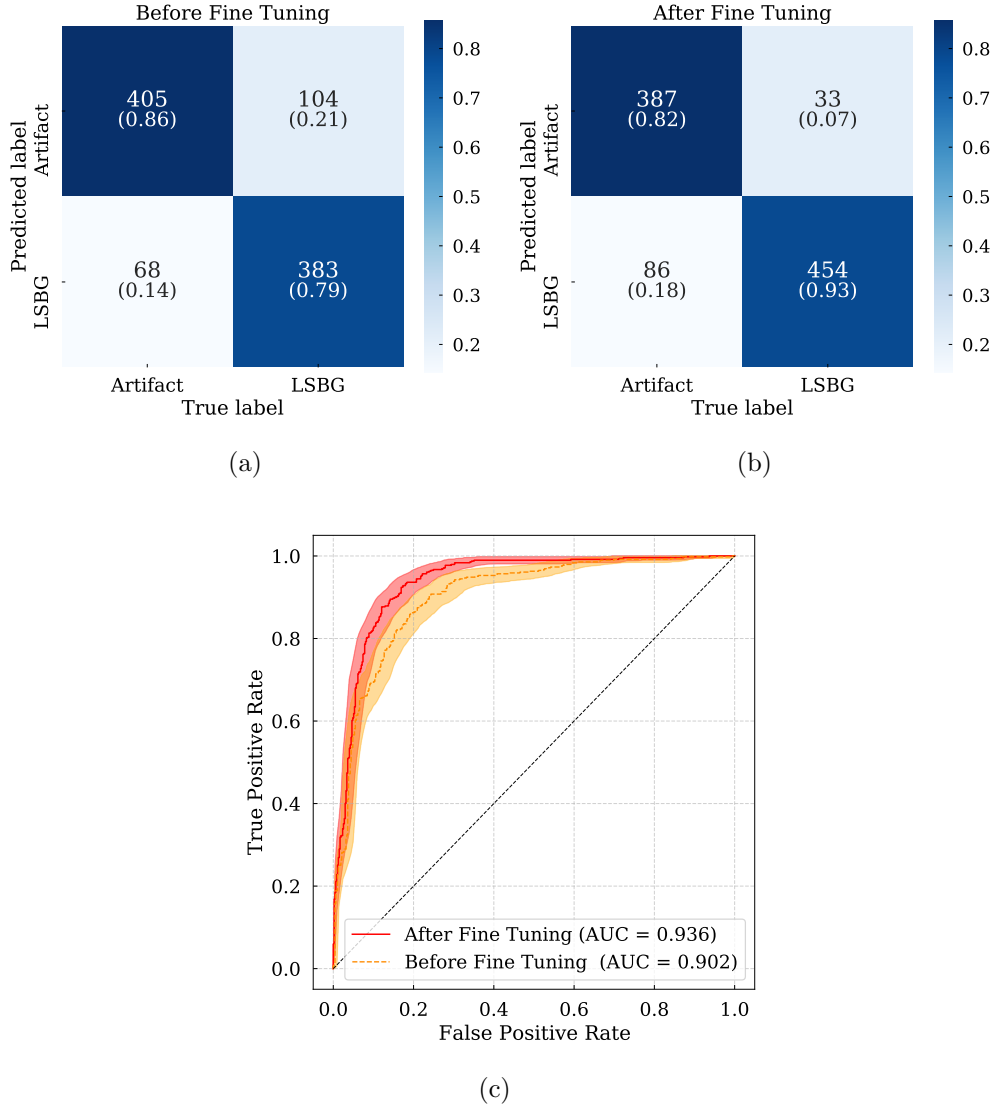 Before Fine Tuning
Predicted label
Artifact
LSBG
405
(0.86)
104
(0.21)
68
(0.14)
383
(0.79)
Artifact
LSBG
True label
0.8
0.7
0.6
0.5
0.4
0.3
0.2
(a)
After Fine Tuning
Predicted label
Artifact
LSBG
387
(0.82)
33
(0.07)
86
(0.18)
454
(0.93)
Artifact
LSBG
True label
0.8
0.7
0.6
0.5
0.4
0.3
0.2
(b)
True Positive Rate
1.0
0.8
0.6
0.4
0.2
0.0
After Fine Tuning (AUC = 0.936)
Before Fine Tuning (AUC = 0.902)
0.0
0.2
0.4
0.6
0.8
1.0
False Positive Rate
(c)